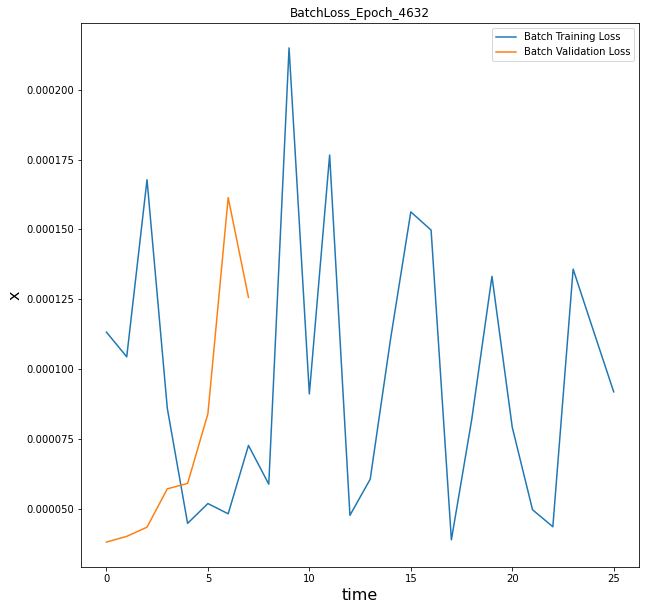 BatchLoss_Epoch_4632
Batch Training Loss
Batch Validation Loss
0.000200
0.000175
0.000150
0.000125
0.000100
0.000075
0.000050
x
0 5 10 15 20 25
time